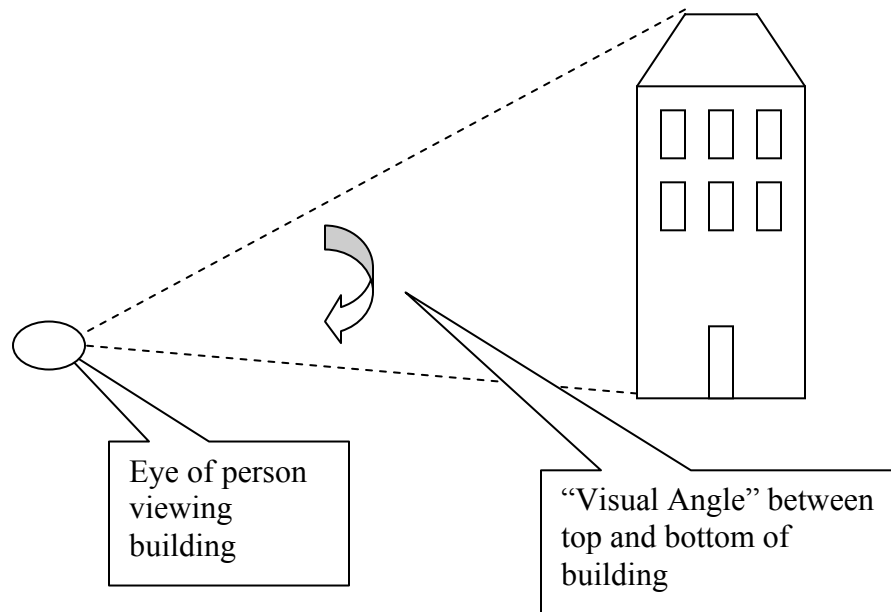 Eye of person
viewing
building
“Visual Angle” between
top and bottom of
building